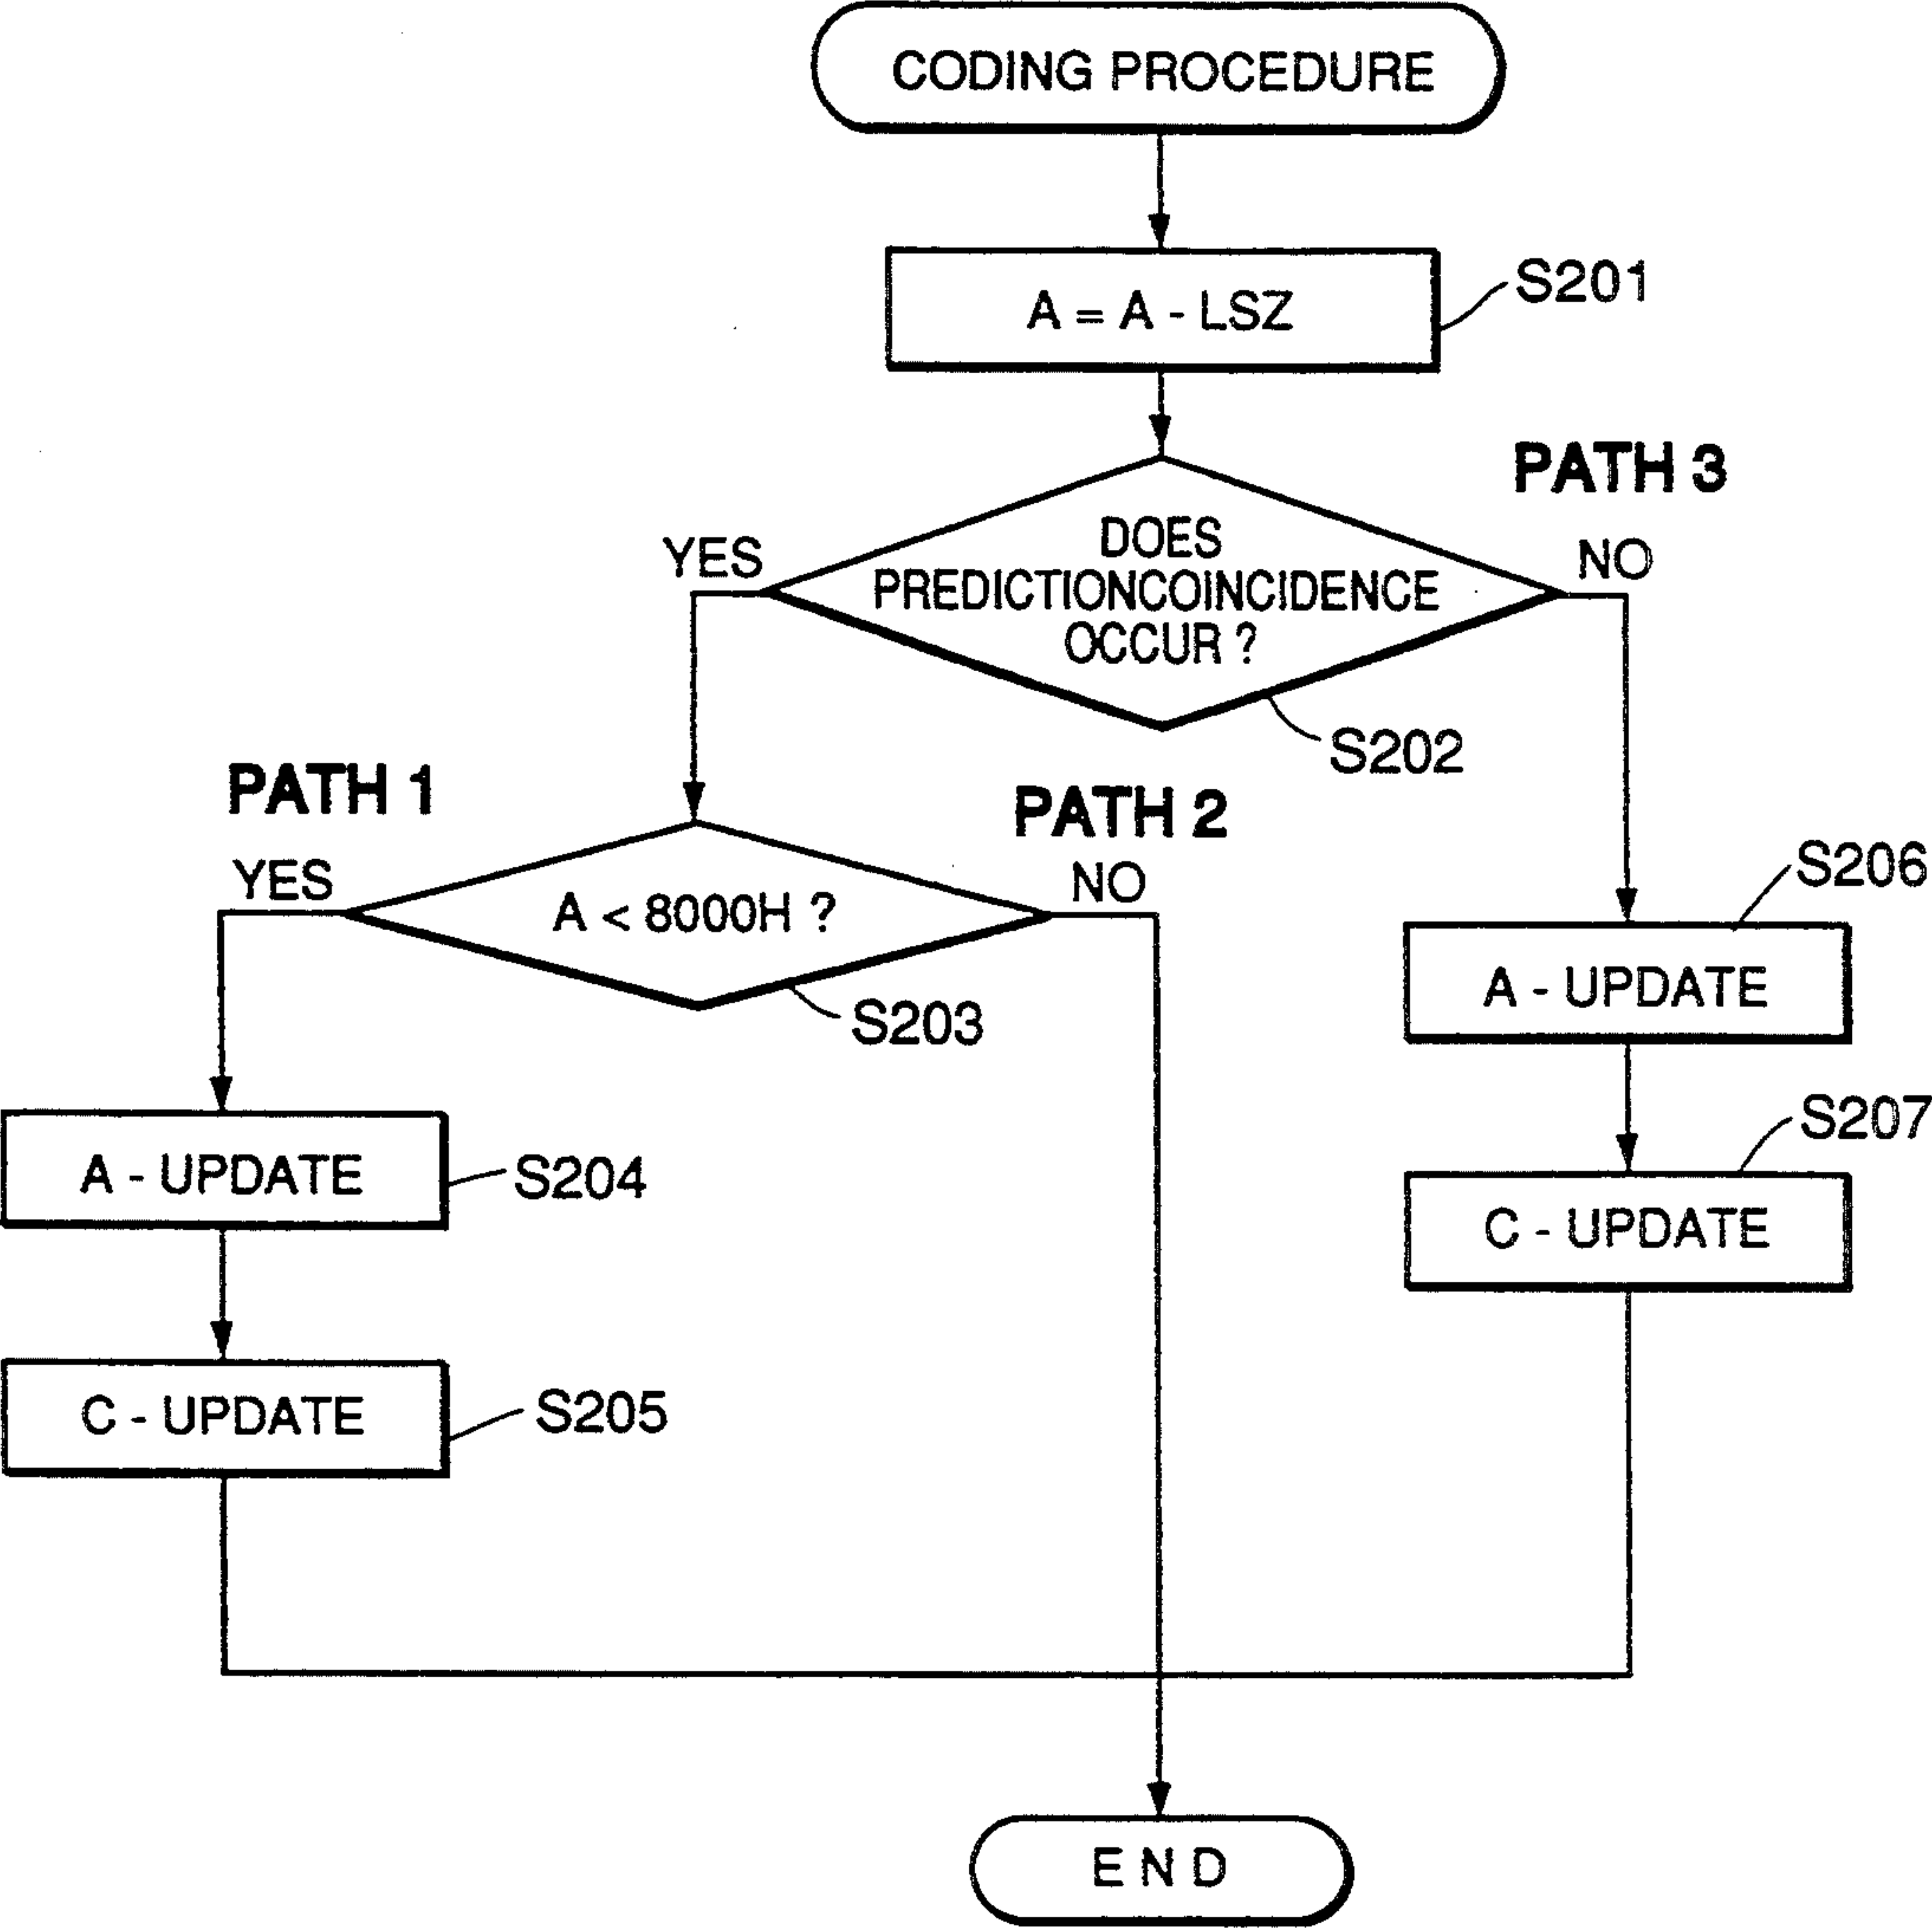 CODING PROCEDURE
A = A - LSZ
S201
PATH 3
DOES
PREDICTIONCOINCIDENCE
OCCUR ?
YES
NO
S202
PATH 1
PATH 2
YES
A < 8000H ?
NO
S203
S206
A - UPDATE
S207
C - UPDATE
A - UPDATE
S204
C - UPDATE
S205
END